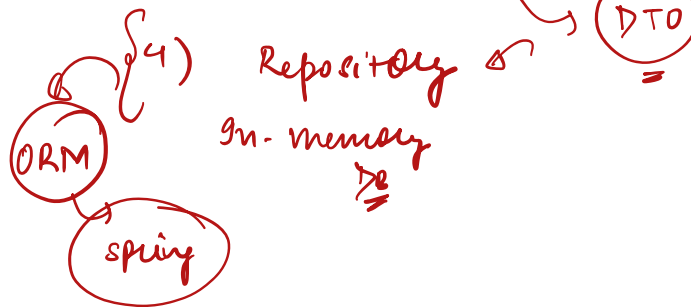 DTO
4) Repository
In-memory
DB
ORM
spring